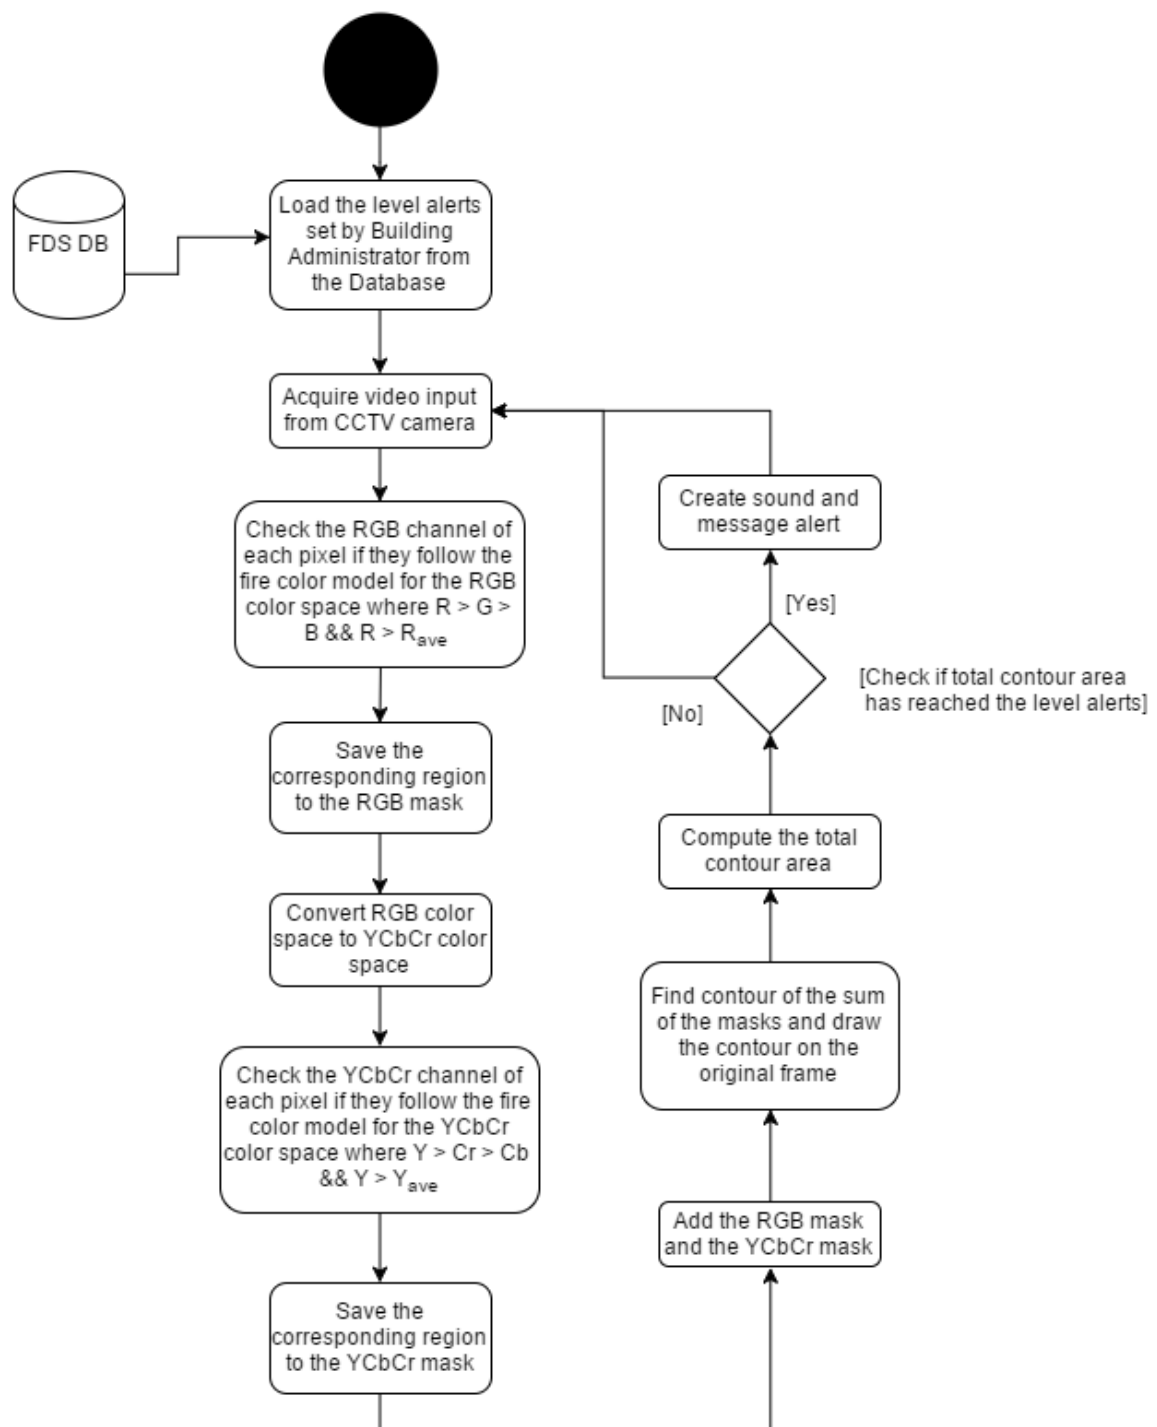 FDS DB
Load the level alerts
set by Building
Administrator from
the Database
Acquire video input
from CCTV camera
Check the RGB channel of
each pixel if they follow the
fire color model for the RGB
color space where R > G >
B && R > Rave
Save the
corresponding region
to the RGB mask
Convert RGB color
space to YCbCr color
space
Check the YCbCr channel of
each pixel if they follow the fire
color model for the YCbCr
color space where Y > Cr > Cb
&& Y > Yave
Save the
corresponding region
to the YCbCr mask
Add the RGB mask
and the YCbCr mask
Find contour of the sum
of the masks and draw
the contour on the
original frame
Compute the total
contour area
[Check if total contour area
has reached the level alerts]
[No]
[Yes]
Create sound and
message alert